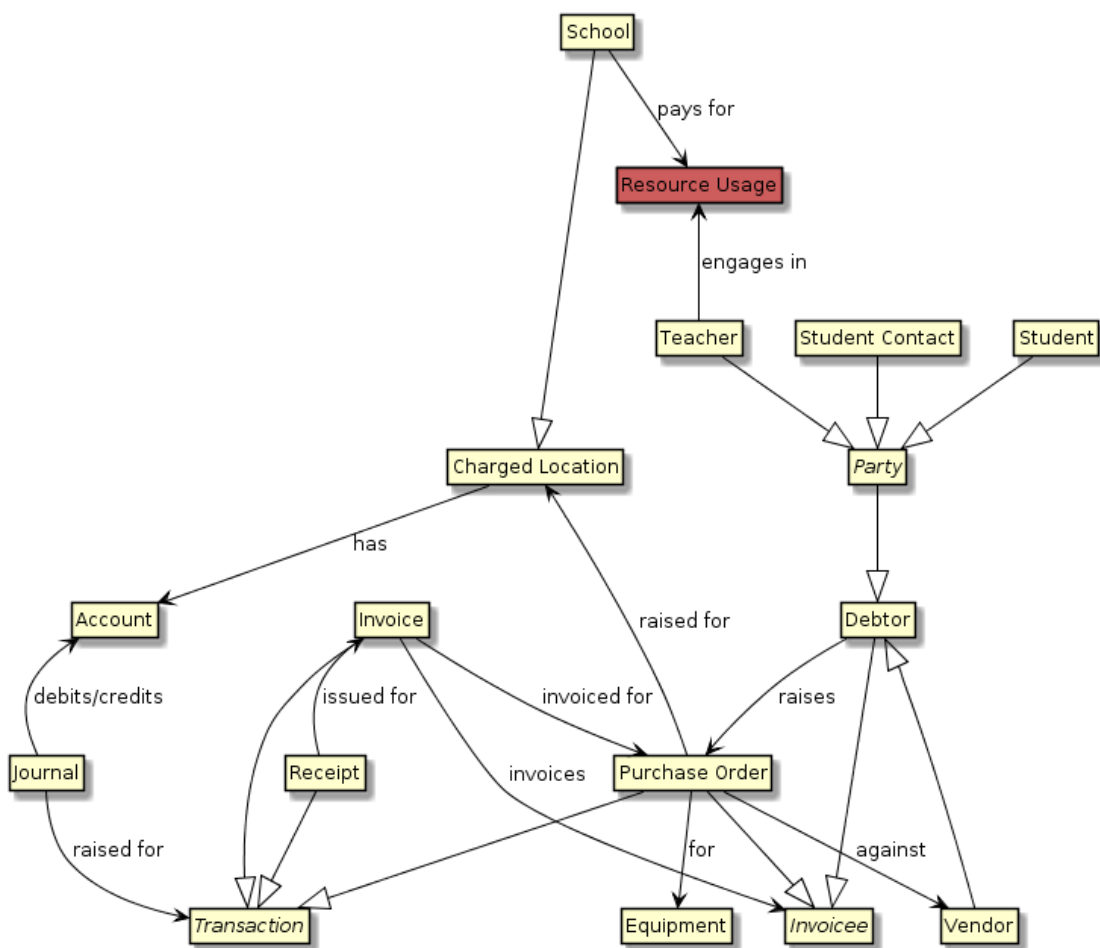 School
pays for
Resource Usage
engages in
Teacher
Student Contact
Student
Charged Location
Party
has
Account
Invoice
raised for
Debtor
debits/credits
issued for
invoiced for
raises
Journal
Receipt
invoices
Purchase Order
raised for
for
against
Transaction
Equipment
Invoicee
Vendor